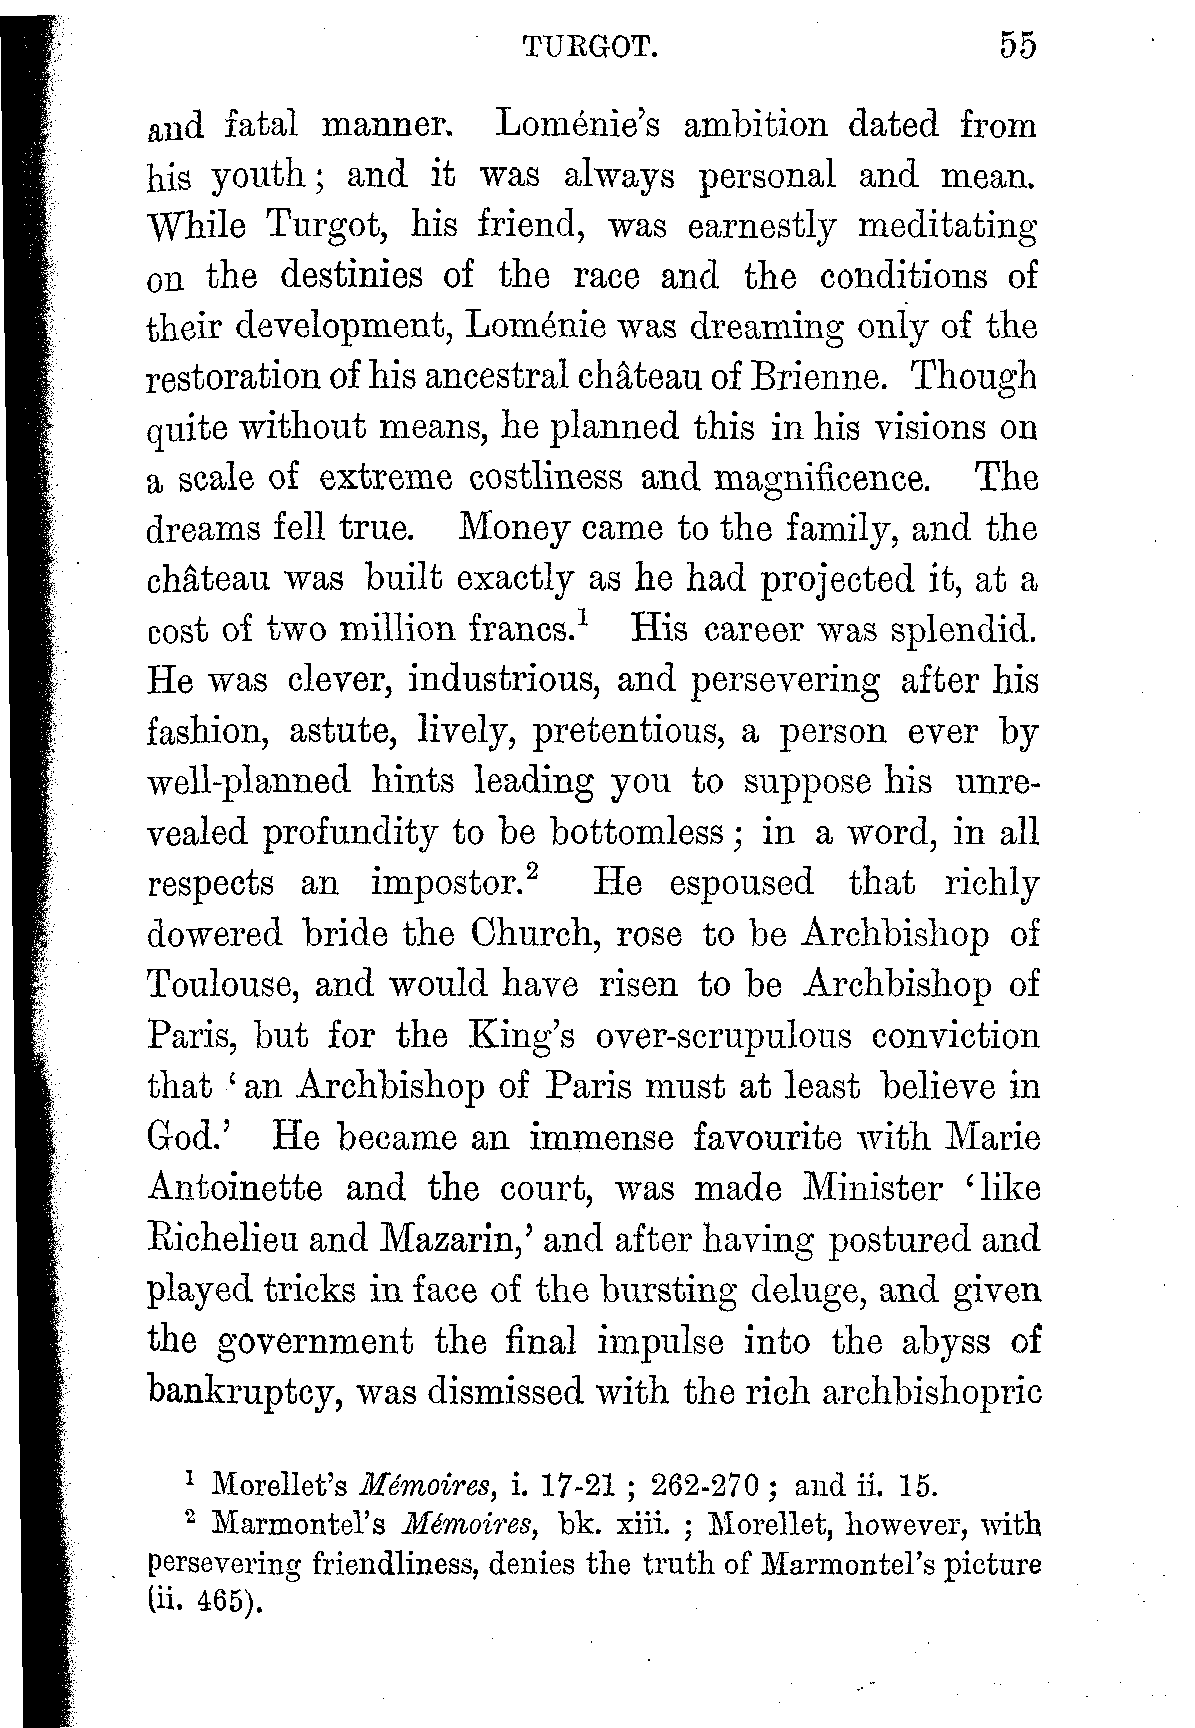 TURGOT. 55
and fatal manner. Loménie's ambition dated from
his youth; and it was always personal and mean.
While Turgot, his friend, was earnestly meditating
on the destinies of the race and the conditions of
their development, Loménie was dreaming only of the
restoration of his ancestral château of Brienne. Though
quite without means, he planned this in his visions on
a scale of extreme costliness and magnificence. The
dreams fell true. Money came to the family, and the
château was built exactly as he had projected it, at a
cost of two million francs.¹ His career was splendid.
He was clever, industrious, and persevering after his
fashion, astute, lively, pretentious, a person ever by
well-planned hints leading you to suppose his unre-
vealed profundity to be bottomless; in a word, in all
respects an impostor.² He espoused that richly
dowered bride the Church, rose to be Archbishop of
Toulouse, and would have risen to be Archbishop of
Paris, but for the King's over-scrupulous conviction
that 'an Archbishop of Paris must at least believe in
God.' He became an immense favourite with Marie
Antoinette and the court, was made Minister 'like
Richelieu and Mazarin,' and after having postured and
played tricks in face of the bursting deluge, and given
the government the final impulse into the abyss of
bankruptcy, was dismissed with the rich archbishopric
¹ Morellet's Mémoires, i. 17-21; 262-270; and ii. 15.
² Marmontel's Mémoires, bk. xiii.; Morellet, however, with
persevering friendliness, denies the truth of Marmontel's picture
(ii. 465).